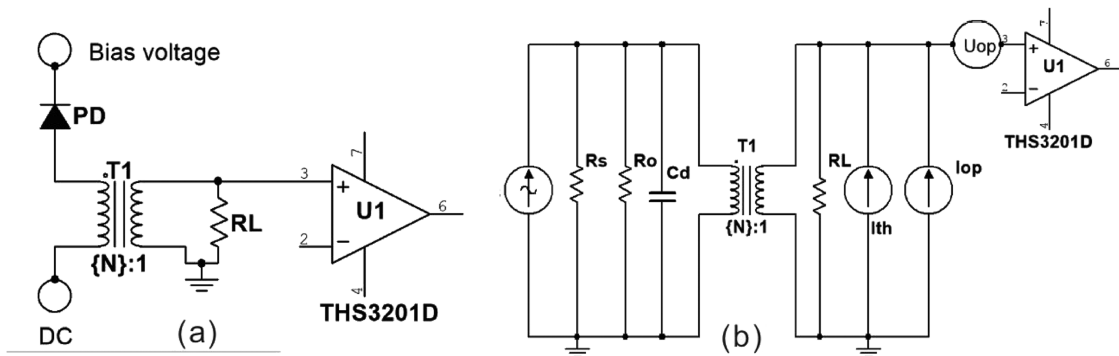 Bias voltage
PD
T1
{N}:1
RL
DC
3
2
7
4
6
+
−
U1
THS3201D
(a)
~
Rs
Ro
Cd
T1
{N}:1
RL
Ith
Iop
Uop
3
2
7
4
6
+
−
U1
THS3201D
(b)